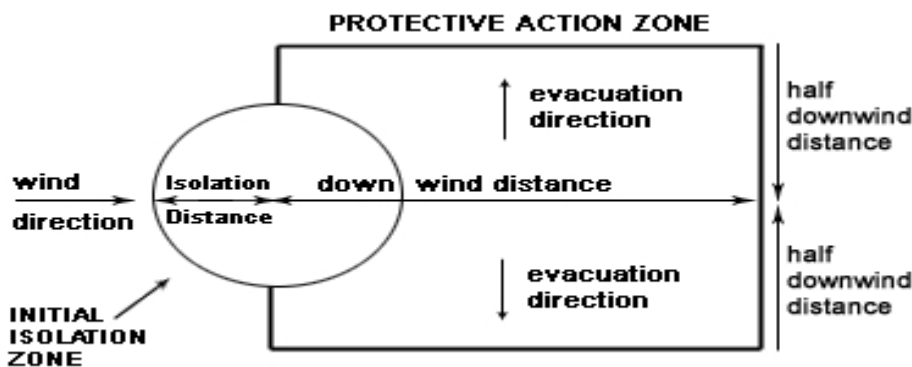 PROTECTIVE ACTION ZONE
evacuation
direction
half
downwind
distance
wind
direction
Isolation
Distance
down wind distance
evacuation
direction
half
downwind
distance
INITIAL
ISOLATION
ZONE